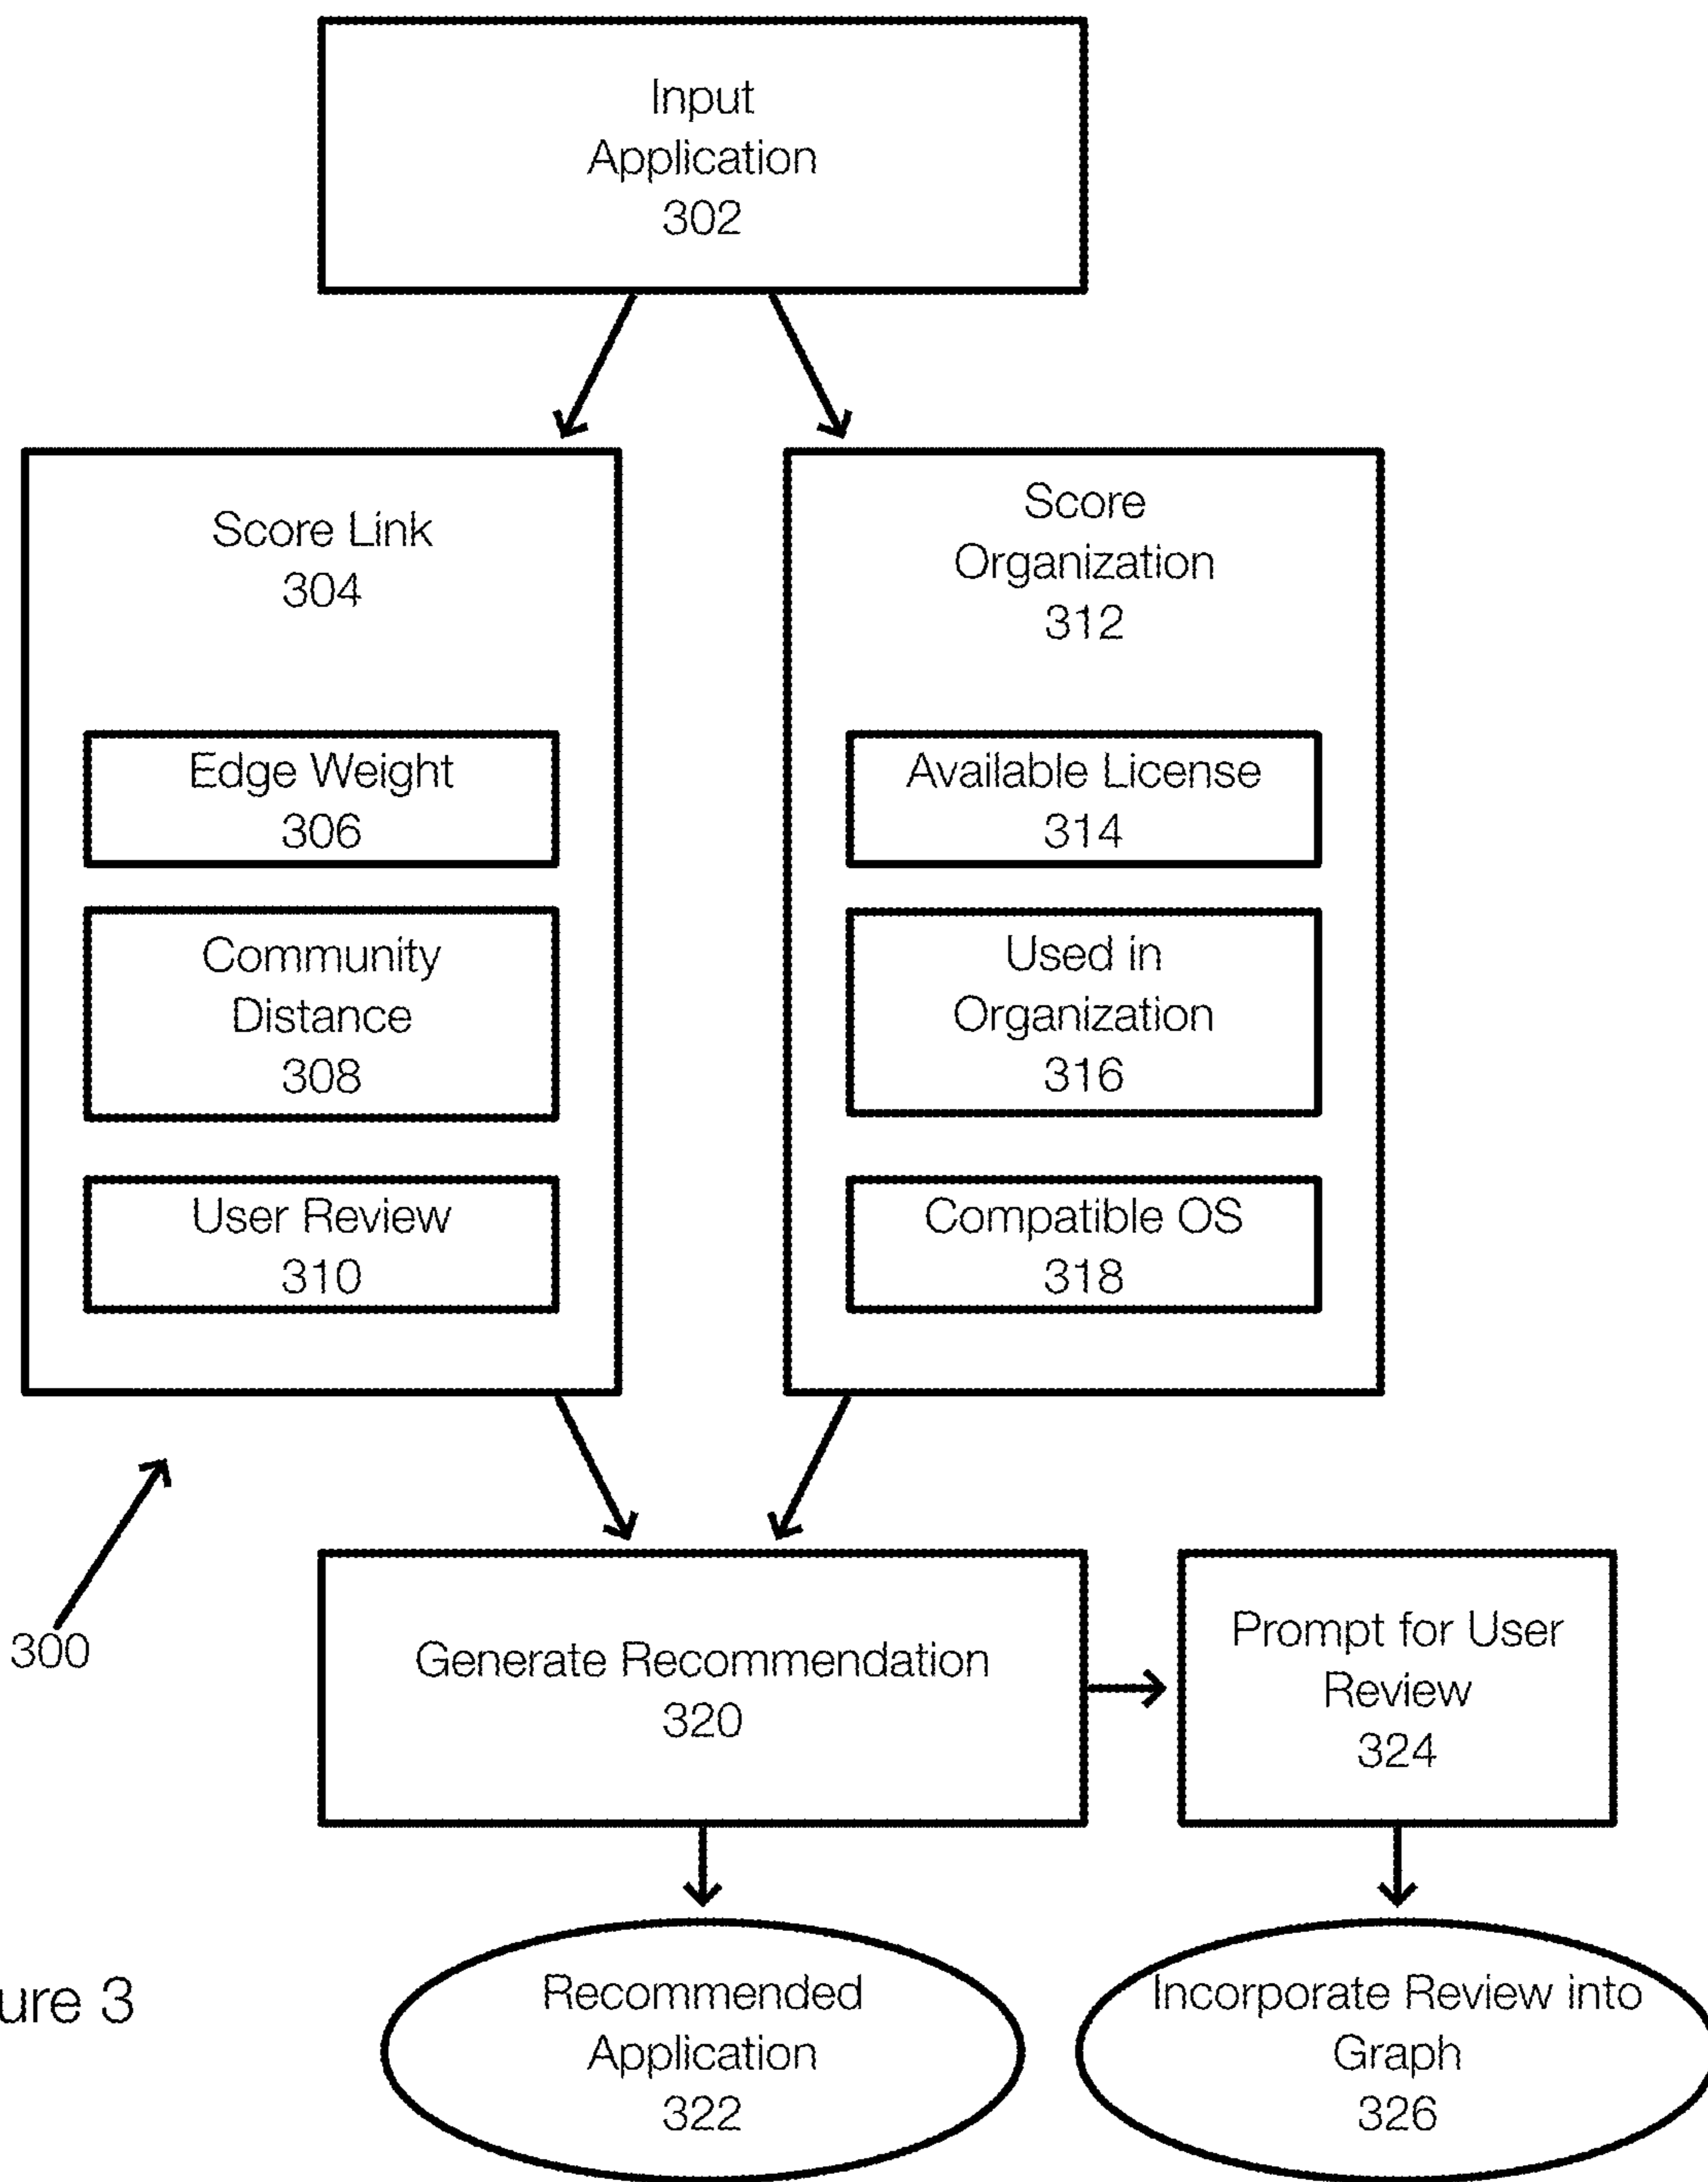 Input
Application
302
Score Link
304
Edge Weight
306
Community
Distance
308
User Review
310
Score
Organization
312
Available License
314
Used in
Organization
316
Compatible OS
318
300
Generate Recommendation
320
Prompt for User
Review
324
Recommended
Application
322
Incorporate Review into
Graph
326
ure 3